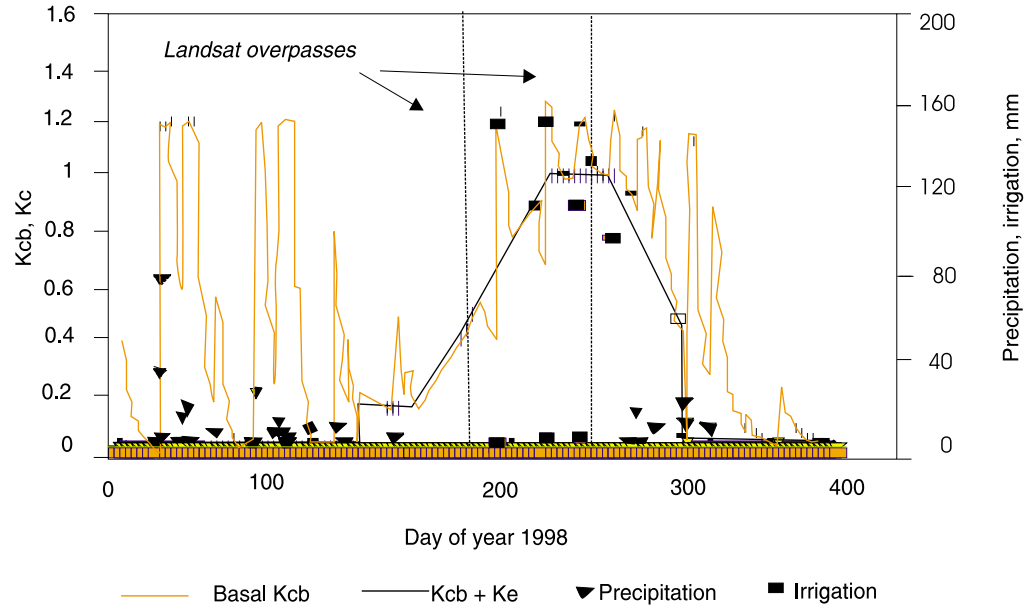 1.6
1.4
1.2
1
0.8
0.6
0.4
0.2
0
Kcb, Kc
Landsat overpasses
200
160
120
80
40
0
Precipitation, irrigation, mm
0
100
200
300
400
Day of year 1998
Basal Kcb
Kcb + Ke
Precipitation
Irrigation